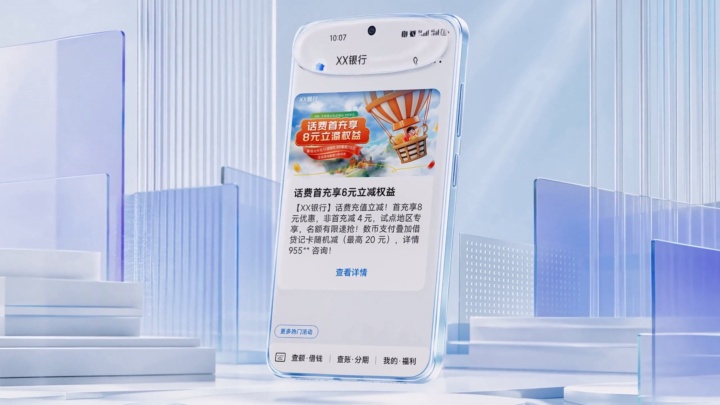 10:07
XX银行
XX银行
话费首充享
8元立减权益
话费首充享6元立减权益
【XX银行】话费充值立减！首充享8
元优惠，非首充减 4 元，试点地区专
享，名额有限速抢！数币支付叠加借
贷记卡随机减（最高 20 元），详情
955** 咨询！
查看详情
更多热门活动
查额·借钱 查账·分期 我的·福利